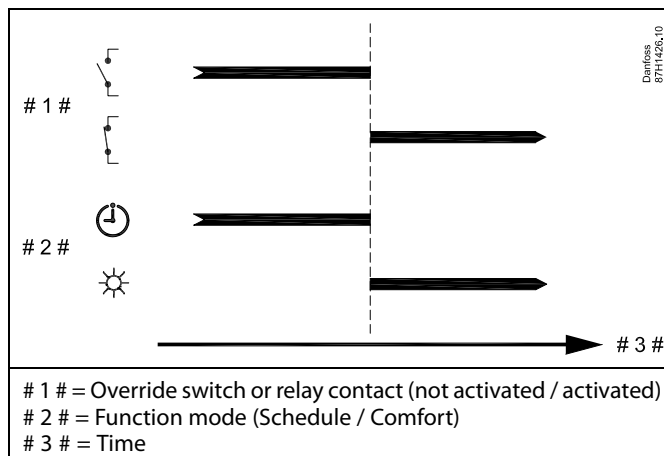 Danfoss
87H1426.10
# 1 #
# 2 #
# 3 #
# 1 # = Override switch or relay contact (not activated / activated)
# 2 # = Function mode (Schedule / Comfort)
# 3 # = Time